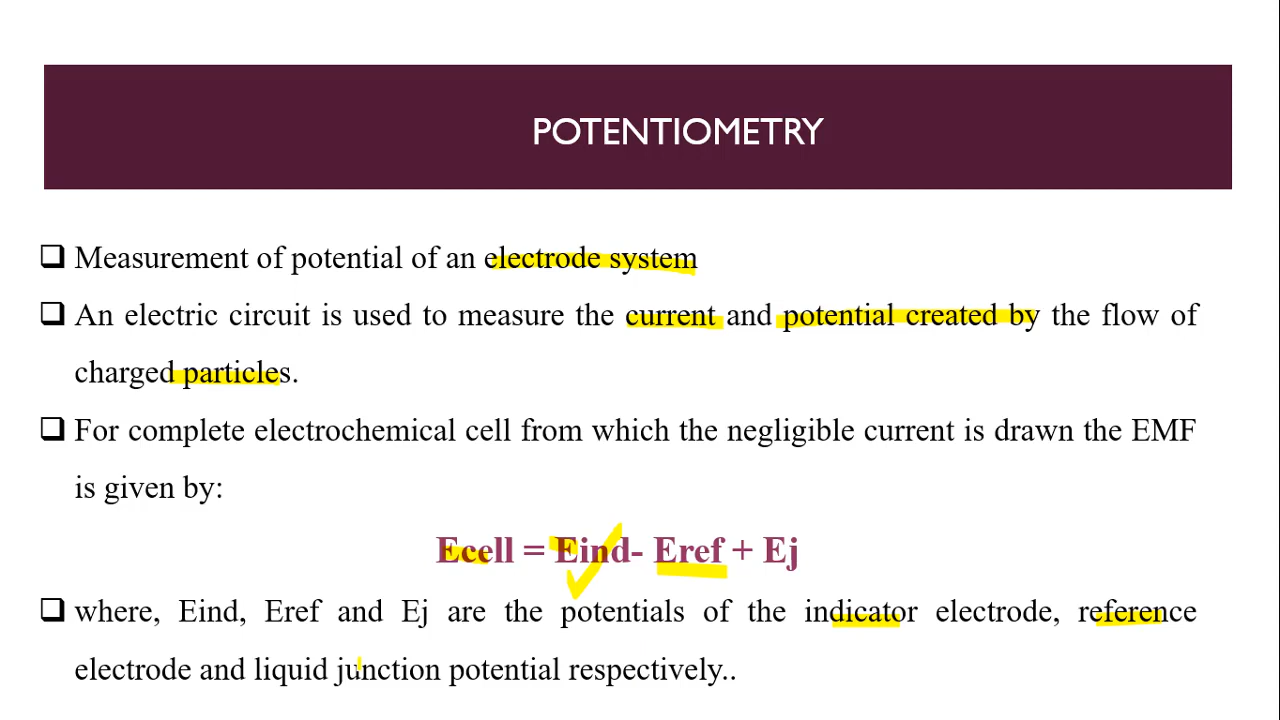 POTENTIOMETRY
❑ Measurement of potential of an electrode system
❑ An electric circuit is used to measure the current and potential created by the flow of
charged particles.
❑ For complete electrochemical cell from which the negligible current is drawn the EMF
is given by:
Ecell = Eind- Eref + Ej
❑ where, Eind, Eref and Ej are the potentials of the indicator electrode, reference
electrode and liquid junction potential respectively..